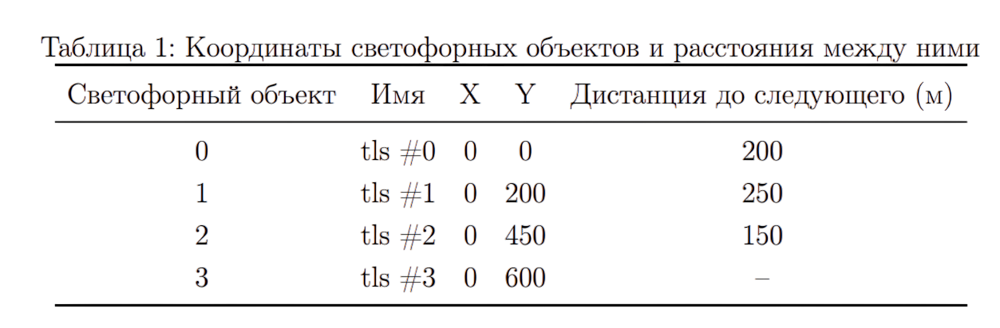 Таблица 1: Координаты светофорных объектов и расстояния между ними
Светофорный объект Имя X Y Дистанция до следующего (м)
0 tls #0 0 0 200
1 tls #1 0 200 250
2 tls #2 0 450 150
3 tls #3 0 600 –